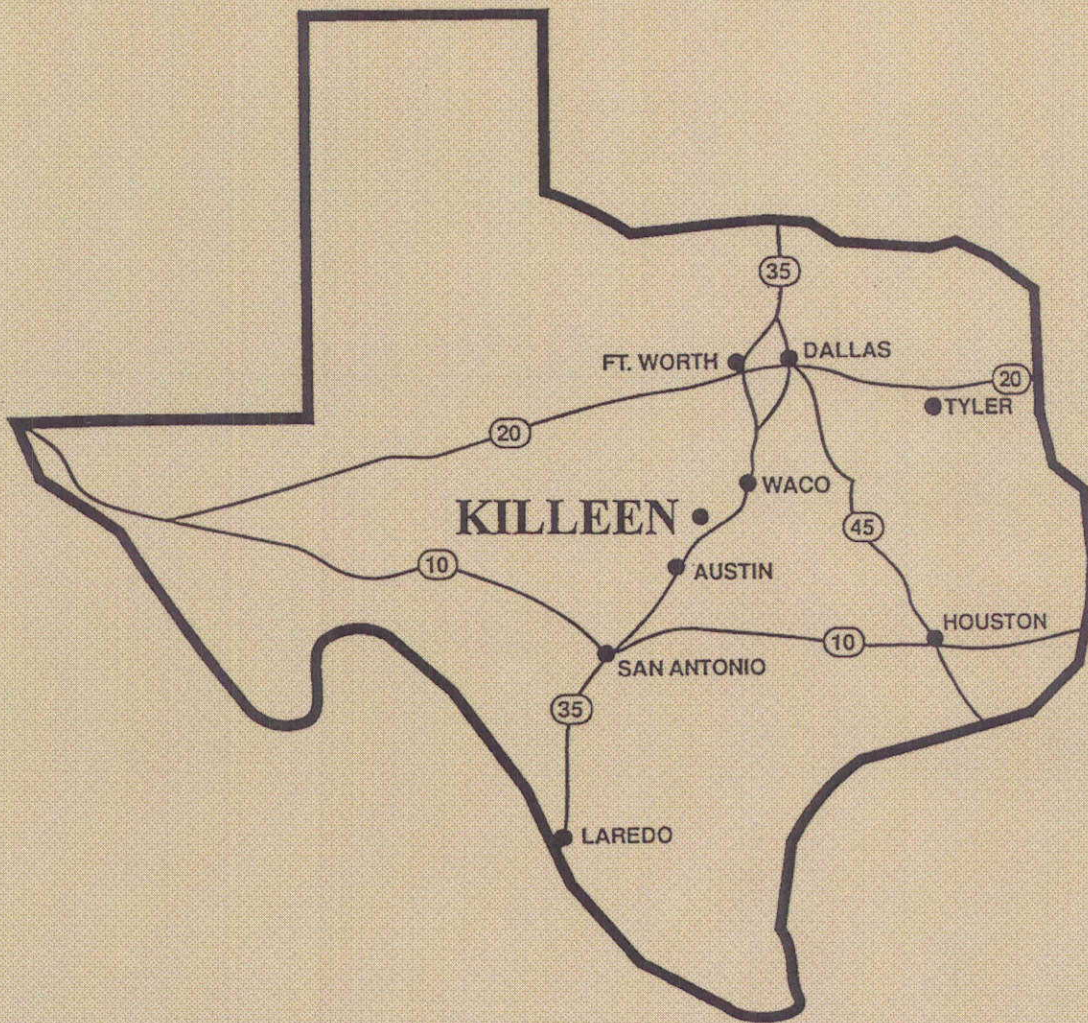 35
FT. WORTH
DALLAS
20
TYLER
20
WACO
KILLEEN
45
10
AUSTIN
HOUSTON
10
SAN ANTONIO
35
LAREDO